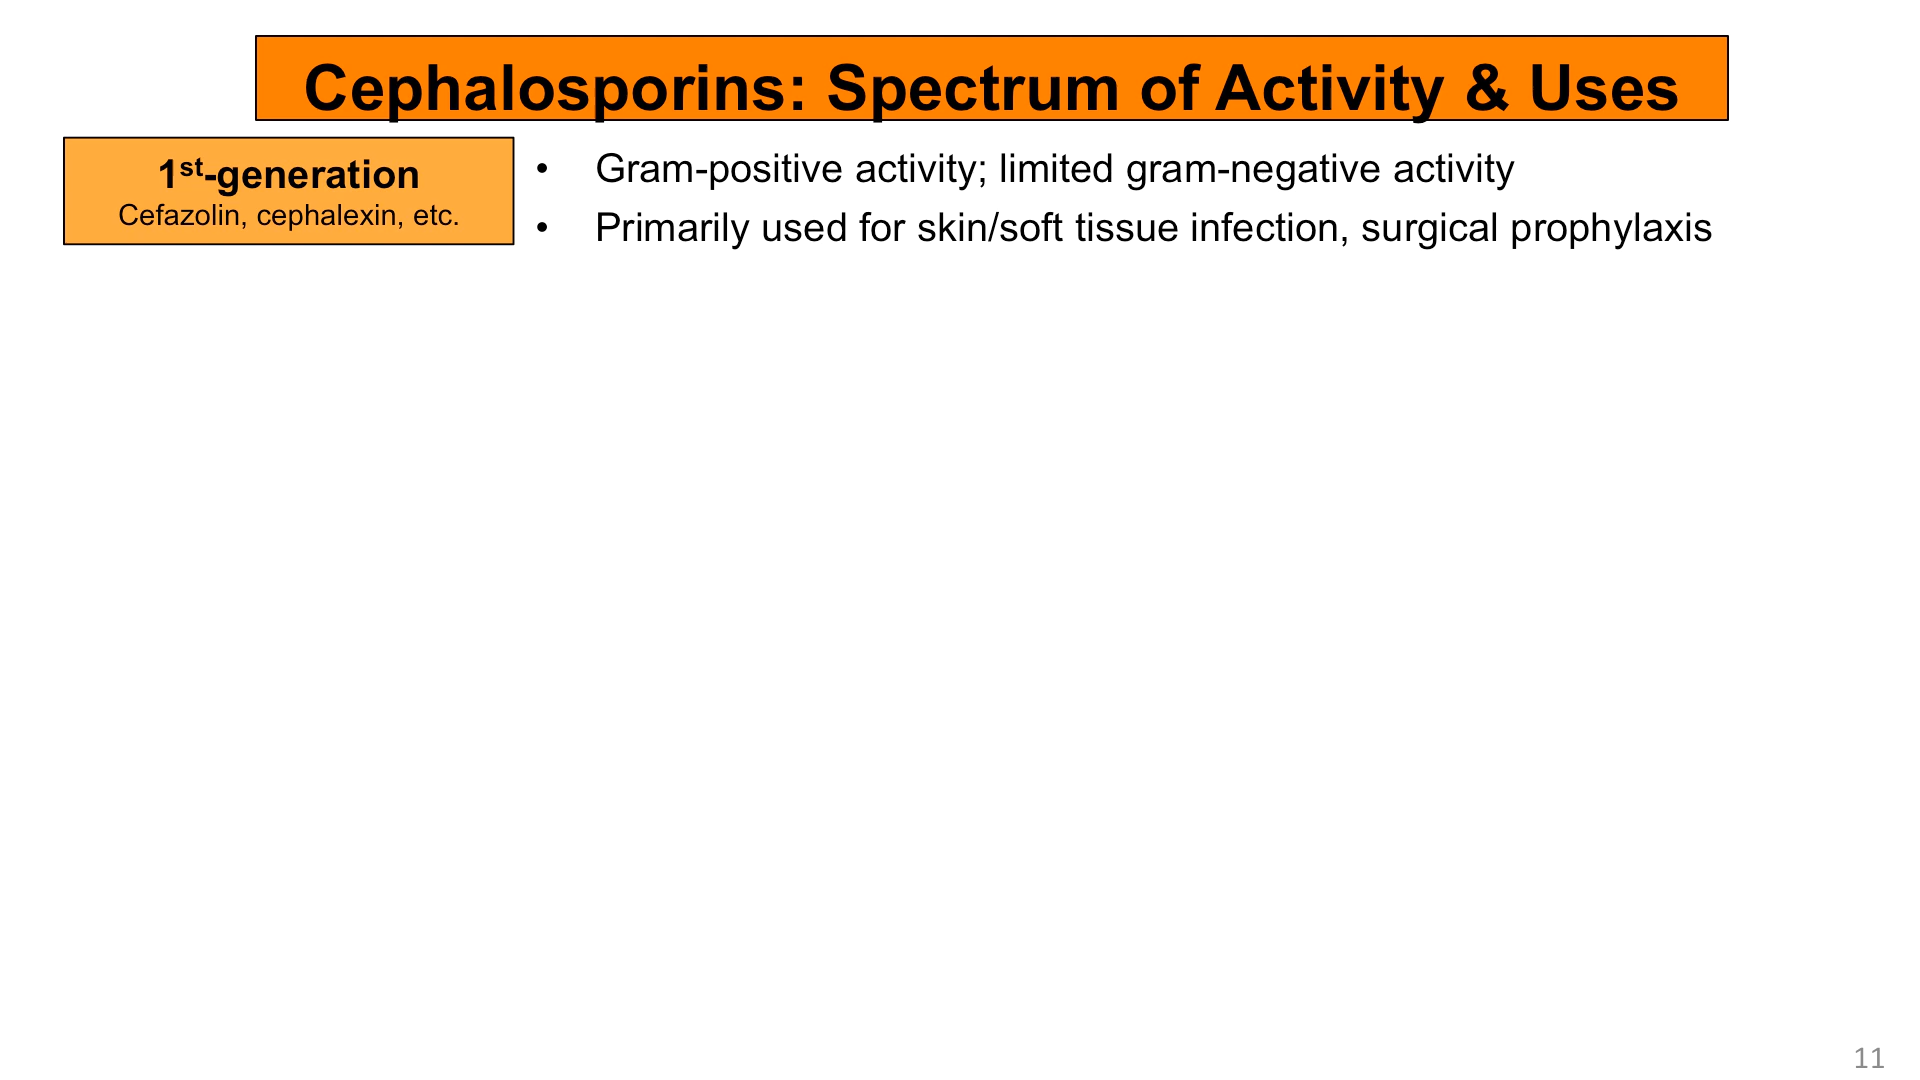 Cephalosporins: Spectrum of Activity & Uses
1st-generation
Cefazolin, cephalexin, etc.
• Gram-positive activity; limited gram-negative activity
• Primarily used for skin/soft tissue infection, surgical prophylaxis
11